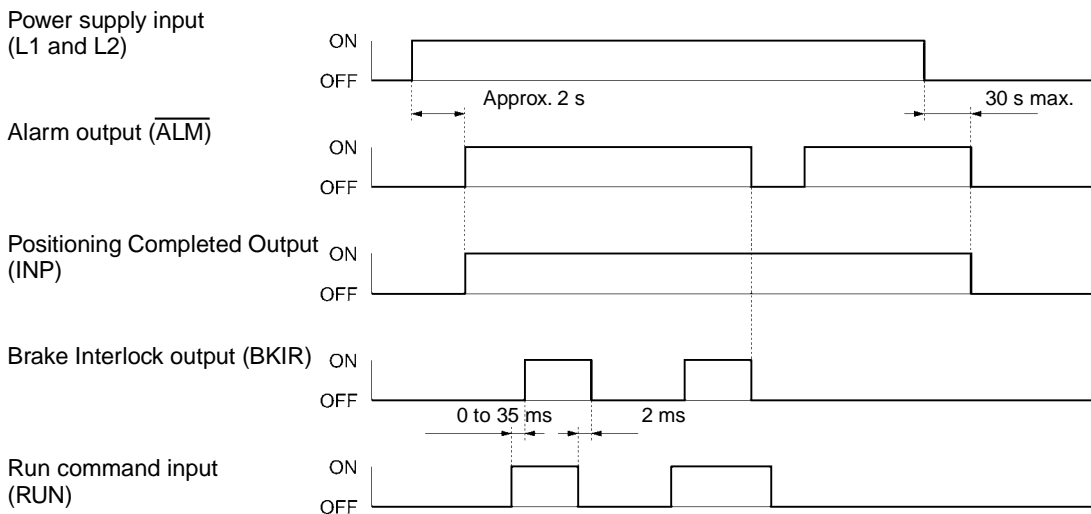 Power supply input
(L1 and L2)
ON
OFF
Approx. 2 s
30 s max.
Alarm output (A̅L̅M̅)
ON
OFF
Positioning Completed Output
(INP)
ON
OFF
Brake Interlock output (BKIR)
ON
OFF
0 to 35 ms
2 ms
Run command input
(RUN)
ON
OFF